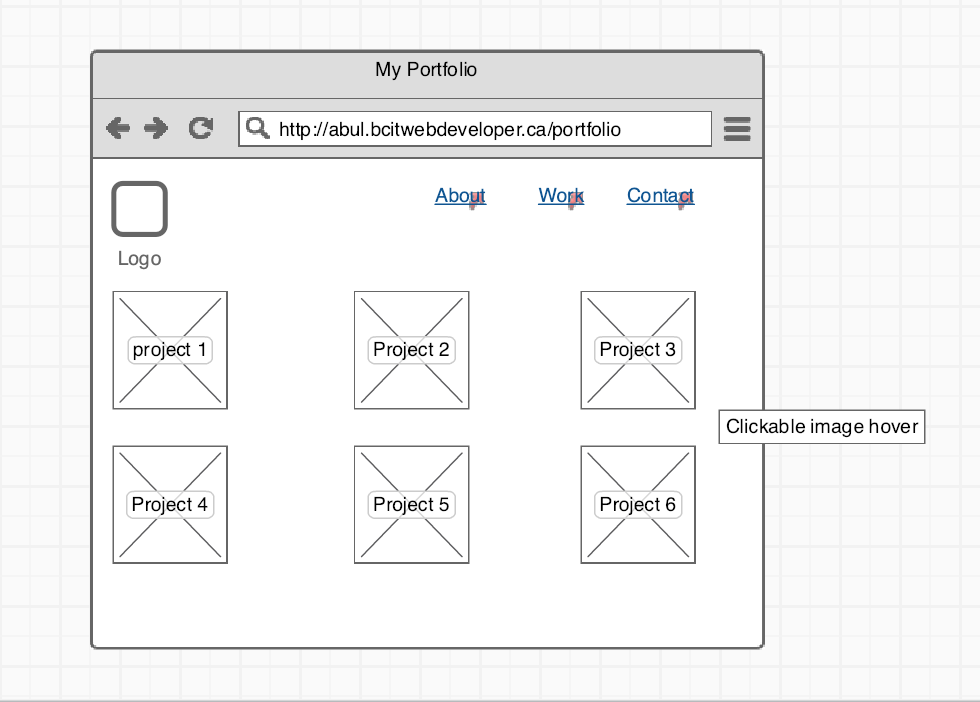 My Portfolio
http://abul.bcitwebdeveloper.ca/portfolio
About Work Contact
Logo
project 1 Project 2 Project 3
Clickable image hover
Project 4 Project 5 Project 6